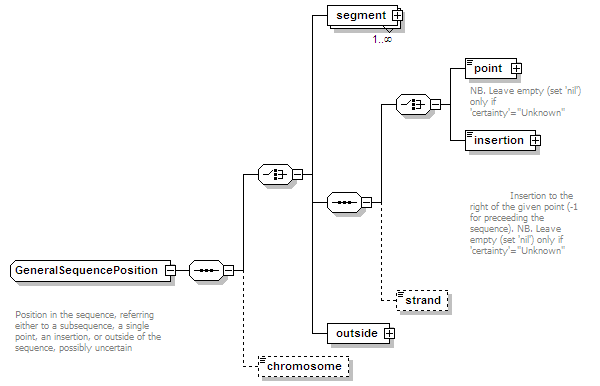 segment
1..∞
point
NB. Leave empty (set 'nil')
only if
'certainty'="Unknown"
insertion
Insertion to the
right of the given point (-1
for preceeding the
sequence). NB. Leave
empty (set 'nil') only if
'certainty'="Unknown"
GeneralSequencePosition
Position in the sequence, referring
either to a subsequence, a single
point, an insertion, or outside of the
sequence, possibly uncertain
strand
outside
chromosome